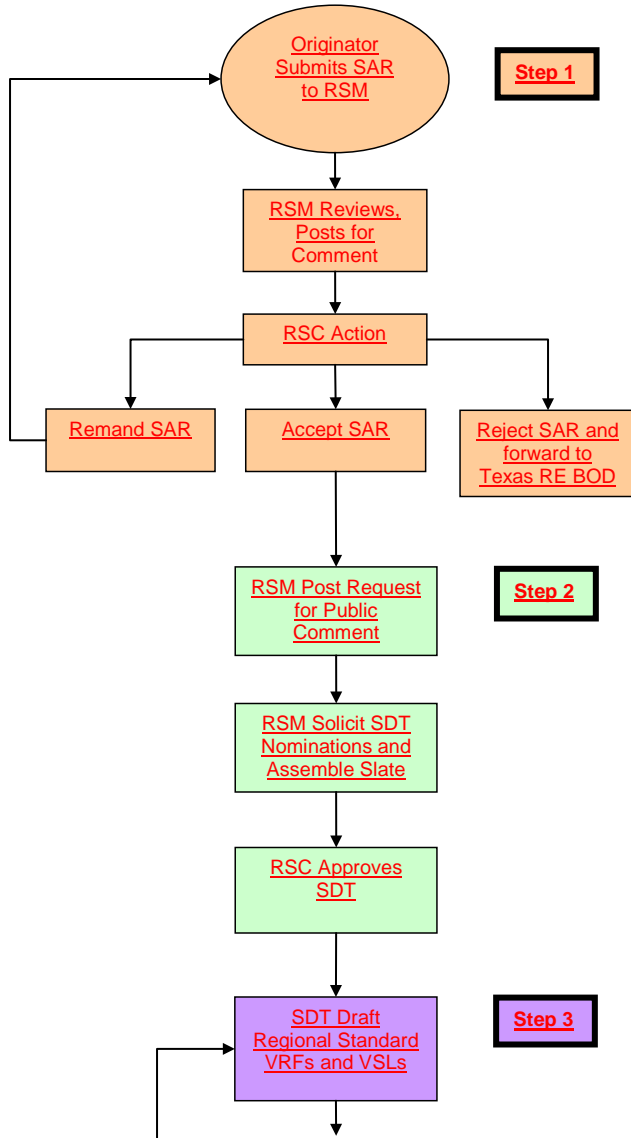 Originator
Submits SAR
to RSM
Step 1
RSM Reviews,
Posts for
Comment
RSC Action
Remand SAR
Accept SAR
Reject SAR and
forward to
Texas RE BOD
RSM Post Request
for Public
Comment
Step 2
RSM Solicit SDT
Nominations and
Assemble Slate
RSC Approves
SDT
SDT Draft
Regional Standard
VRFs and VSLs
Step 3